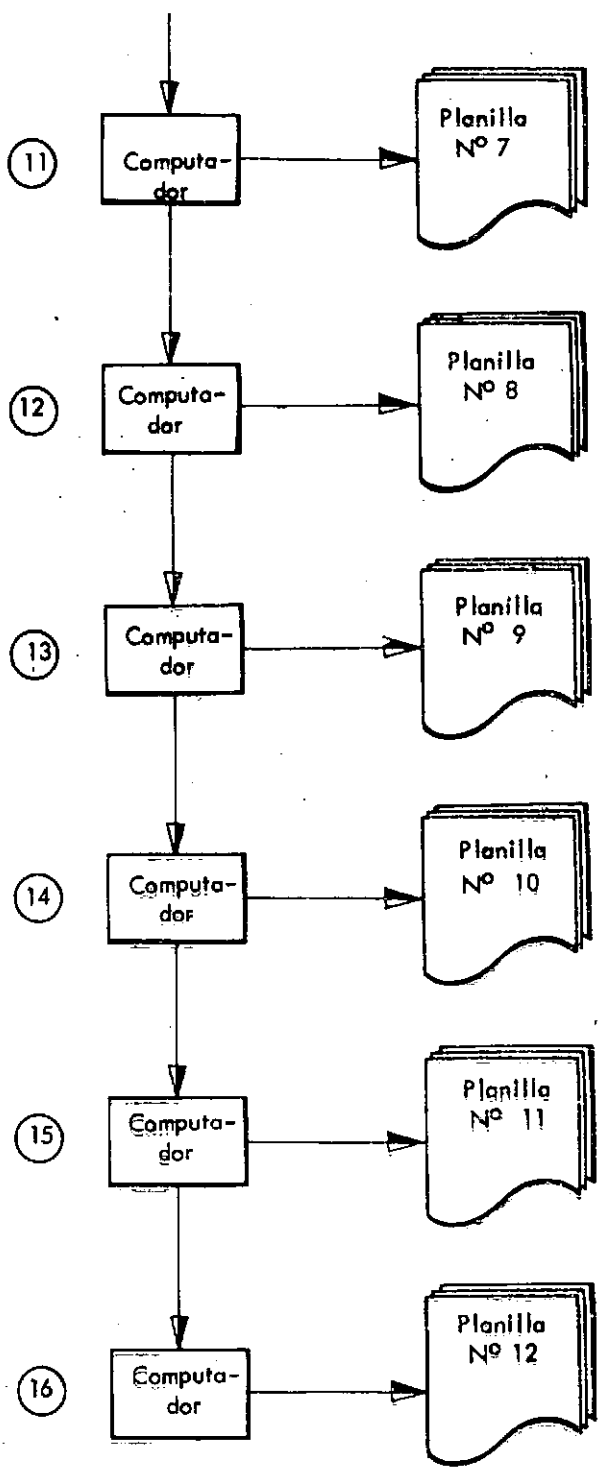 11
Computa-
dor
Planilla
Nº 7
12
Computa-
dor
Planilla
Nº 8
13
Computa-
dor
Planilla
Nº 9
14
Computa-
dor
Planilla
Nº 10
15
Computa-
dor
Planilla
Nº 11
16
Computa-
dor
Planilla
Nº 12